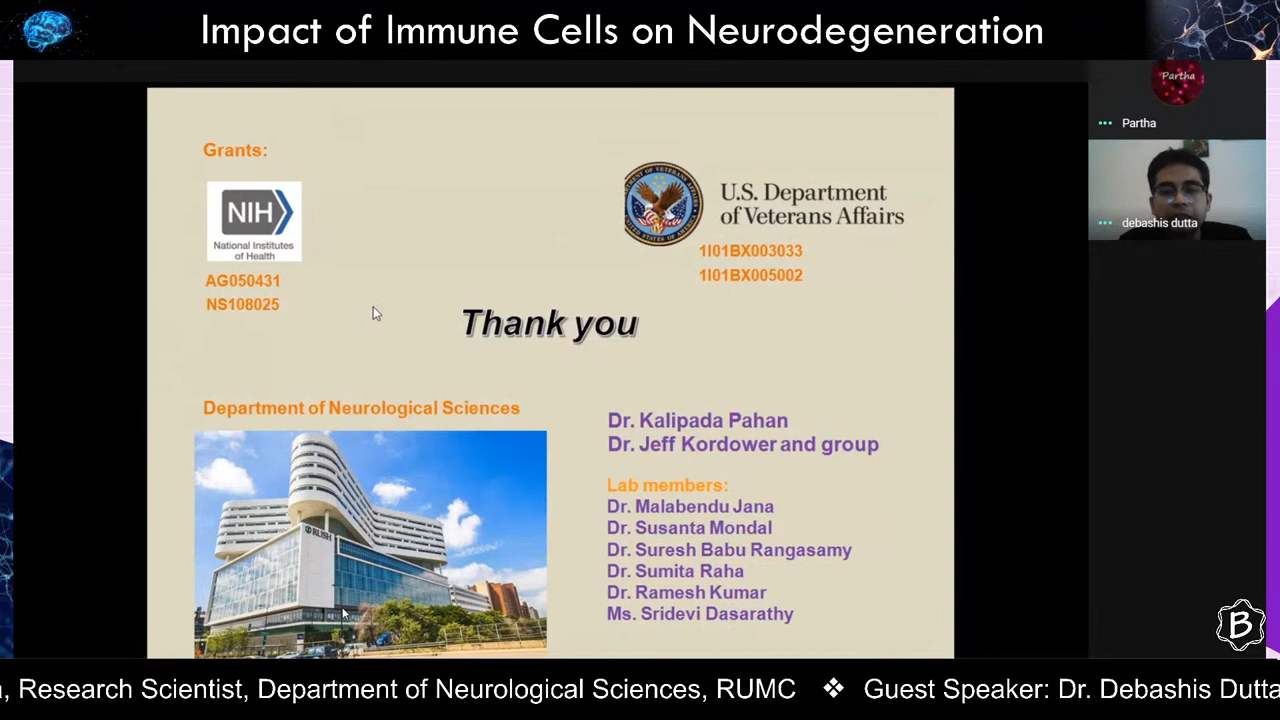 Impact of Immune Cells on Neurodegeneration
Partha
Partha
debashis dutta
Grants:
NIH
National Institutes
of Health
AG050431
NS108025
U.S. Department
of Veterans Affairs
1I01BX003033
1I01BX005002
Thank you
Department of Neurological Sciences
RUSH
Dr. Kalipada Pahan
Dr. Jeff Kordower and group
Lab members:
Dr. Malabendu Jana
Dr. Susanta Mondal
Dr. Suresh Babu Rangasamy
Dr. Sumita Raha
Dr. Ramesh Kumar
Ms. Sridevi Dasarathy
B
, Research Scientist, Department of Neurological Sciences, RUMC ❖ Guest Speaker: Dr. Debashis Dutta